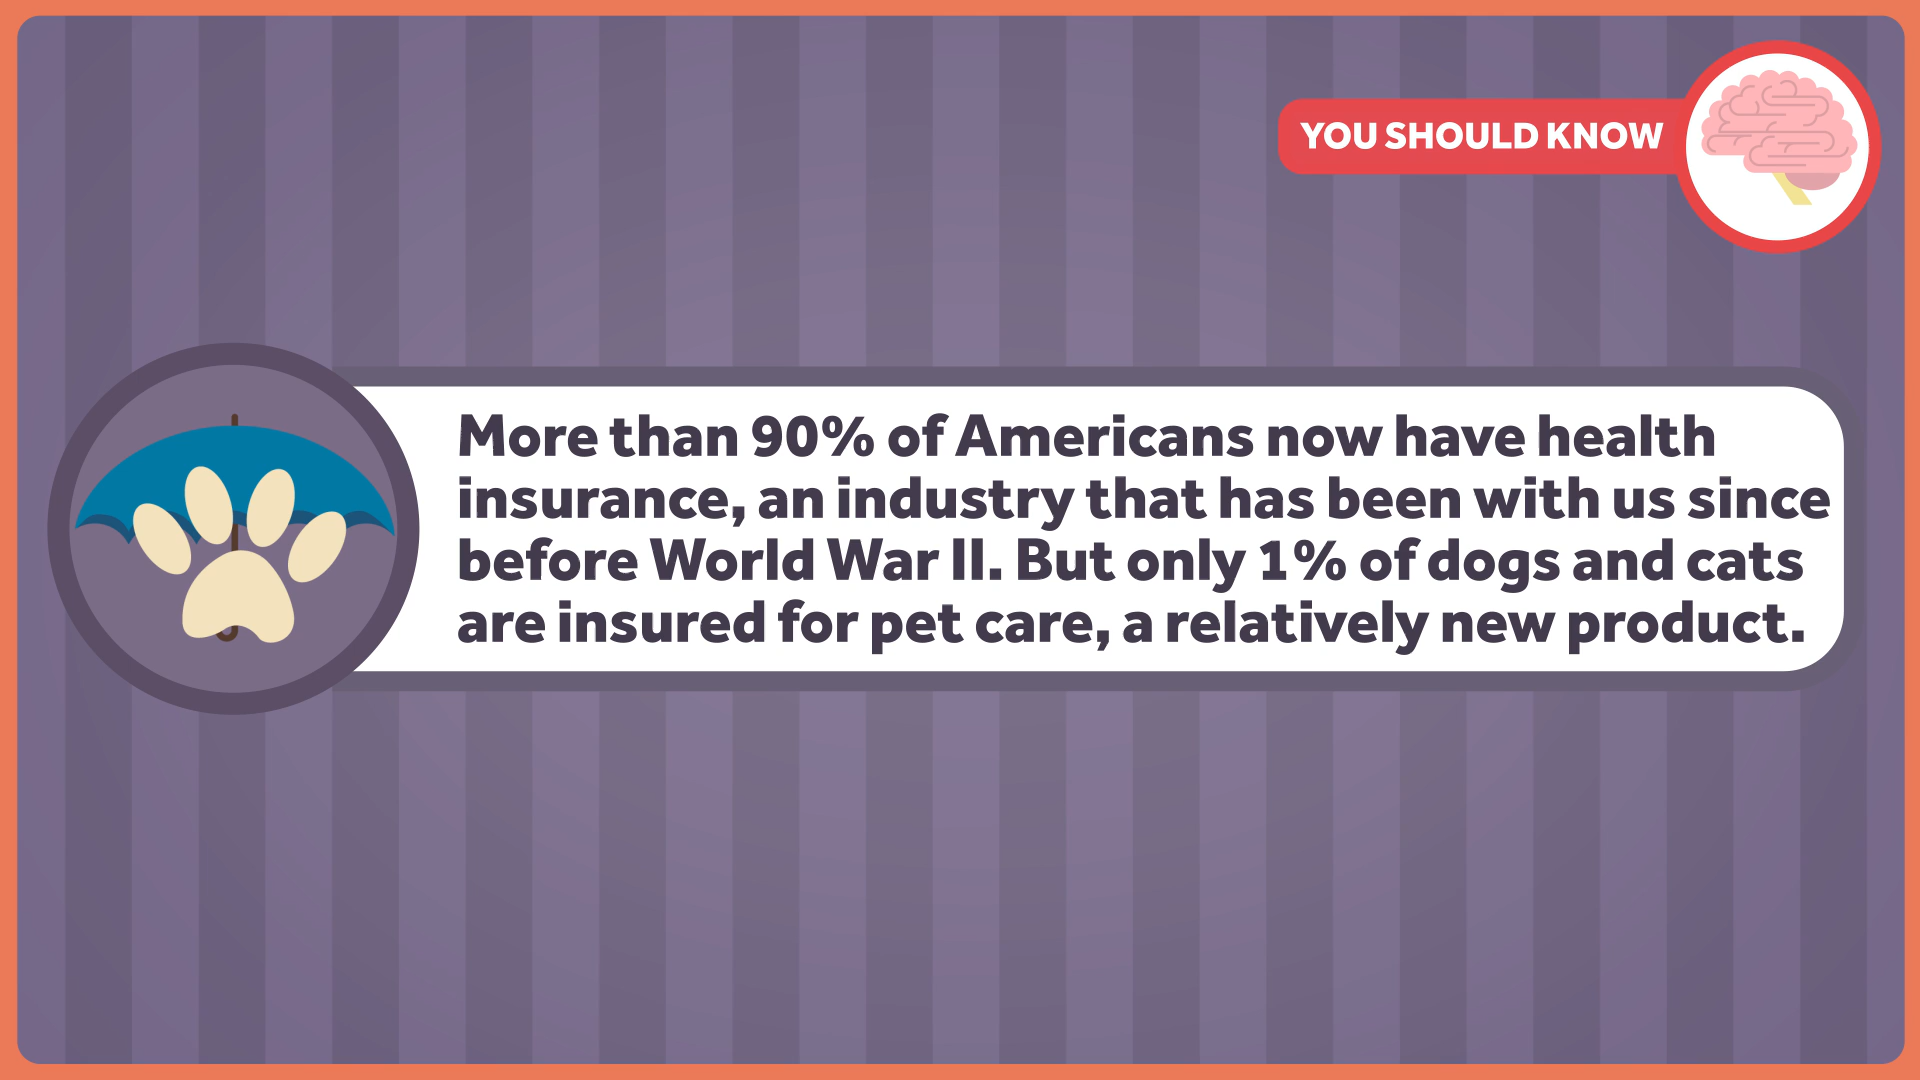 YOU SHOULD KNOW
More than 90% of Americans now have health
insurance, an industry that has been with us since
before World War II. But only 1% of dogs and cats
are insured for pet care, a relatively new product.